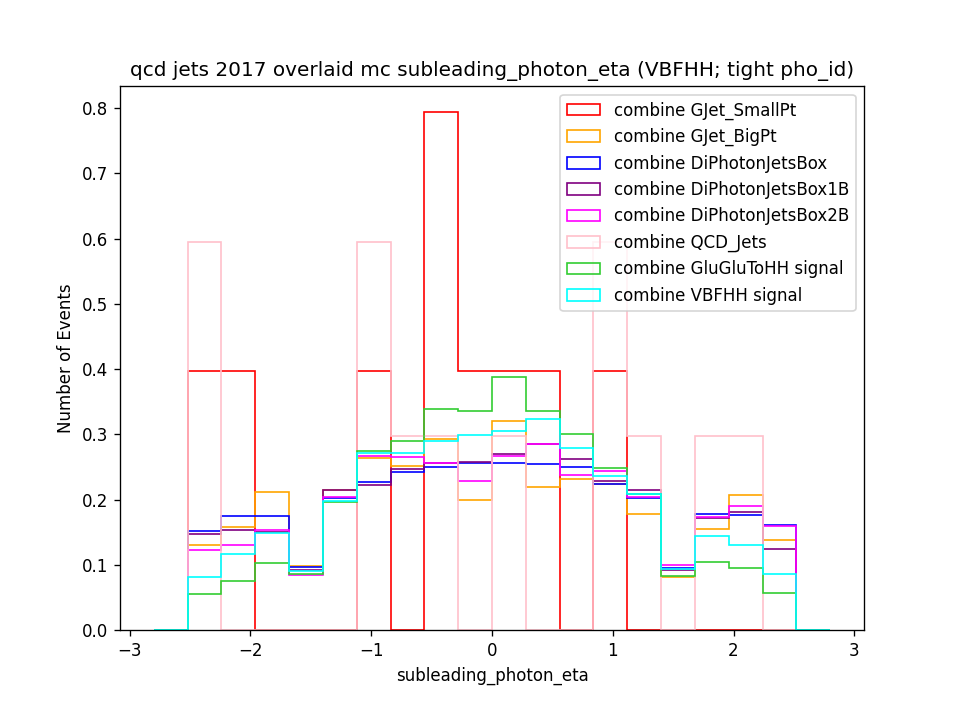 qcd jets 2017 overlaid mc subleading_photon_eta (VBFHH; tight pho_id)
combine GJet_SmallPt
combine GJet_BigPt
combine DiPhotonJetsBox
combine DiPhotonJetsBox1B
combine DiPhotonJetsBox2B
combine QCD_Jets
combine GluGluToHH signal
combine VBFHH signal
Number of Events
0.8
0.7
0.6
0.5
0.4
0.3
0.2
0.1
0.0
−3 −2 −1 0 1 2 3
subleading_photon_eta